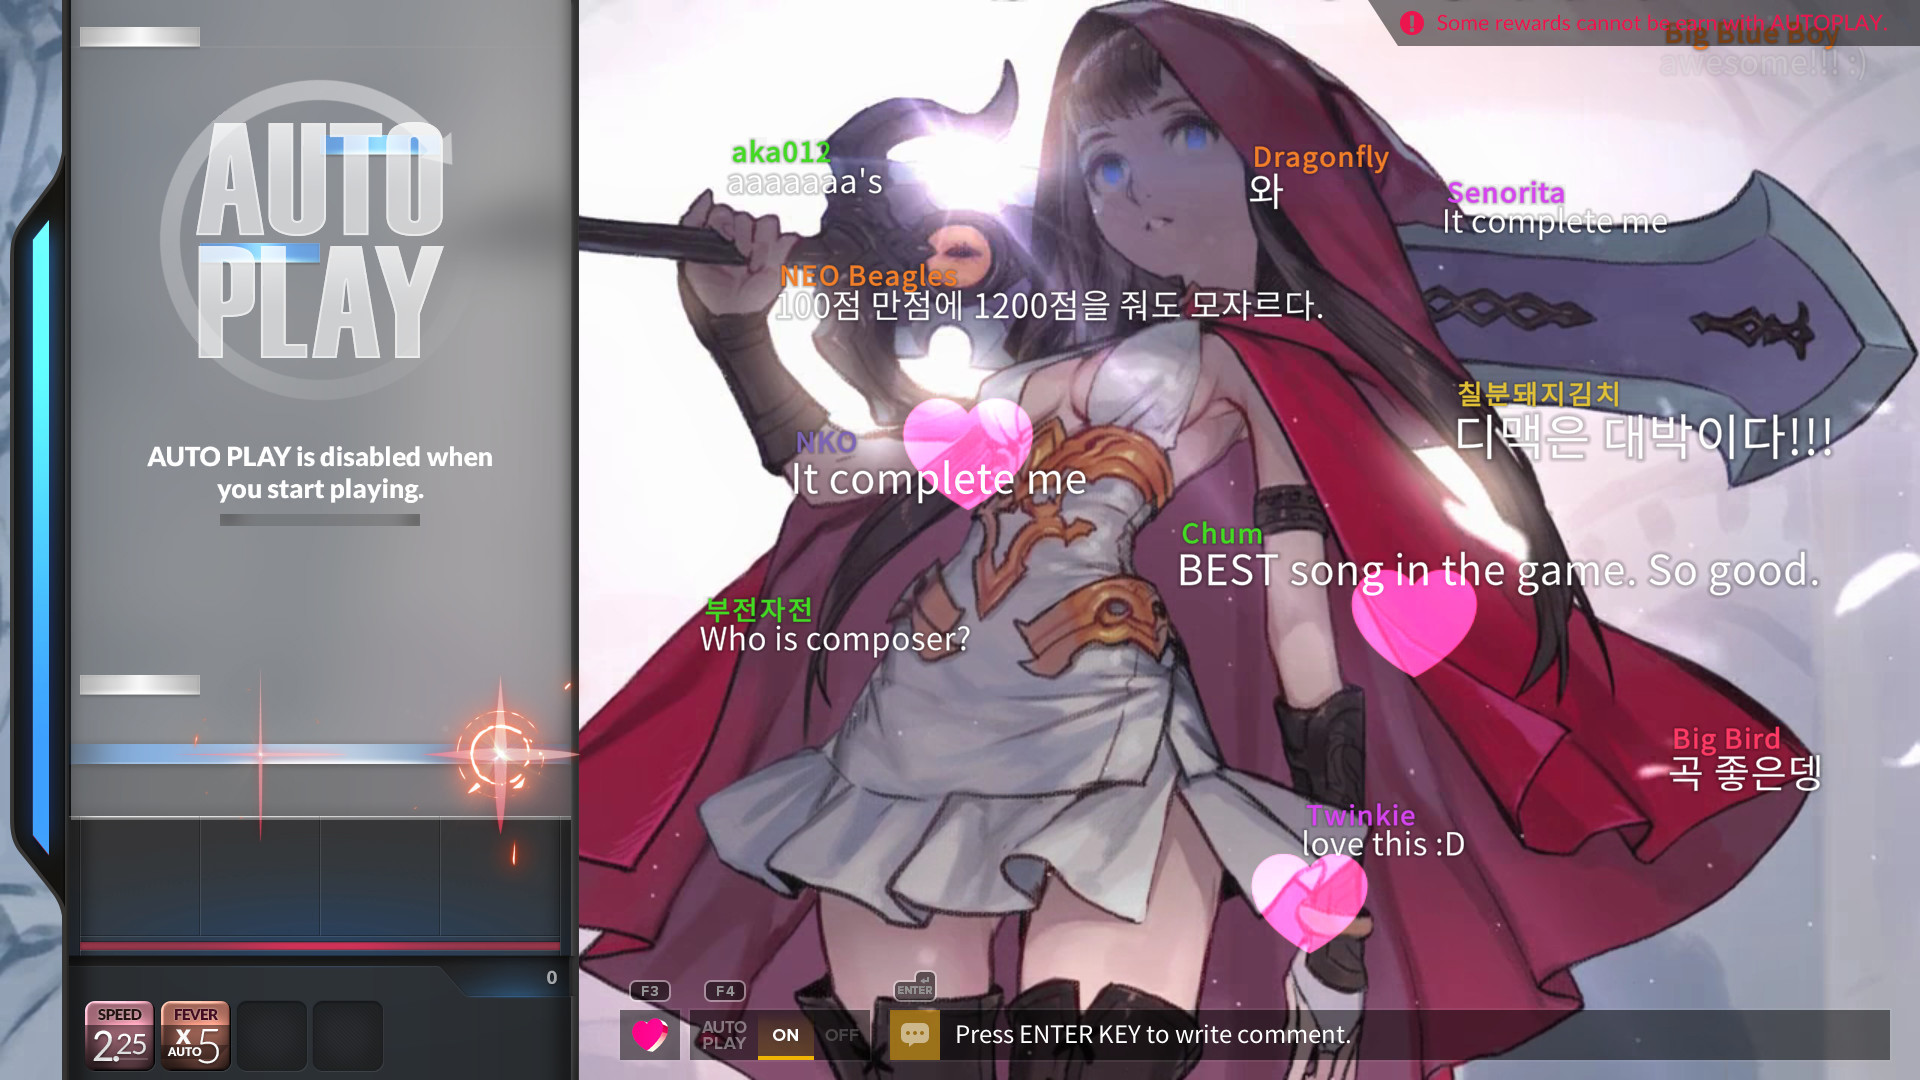 Some rewards cannot be earn with AUTOPLAY.
Big Blue Boy
awesome!!! :)
AUTO
PLAY
AUTO PLAY is disabled when
you start playing.
aka012
aaaaaaa's
Dragonfly
와
Senorita
It complete me
NEO Beagles
100점 만점에 1200점을 줘도 모자르다.
칠분돼지김치
디맥은 대박이다!!!
NKO
It complete me
Chum
BEST song in the game. So good.
부전자전
Who is composer?
Big Bird
곡 좋은뎅
Twinkie
love this :D
0
SPEED
2.25
FEVER
AUTO X5
F3
F4
ENTER
AUTO
PLAY
ON
OFF
Press ENTER KEY to write comment.